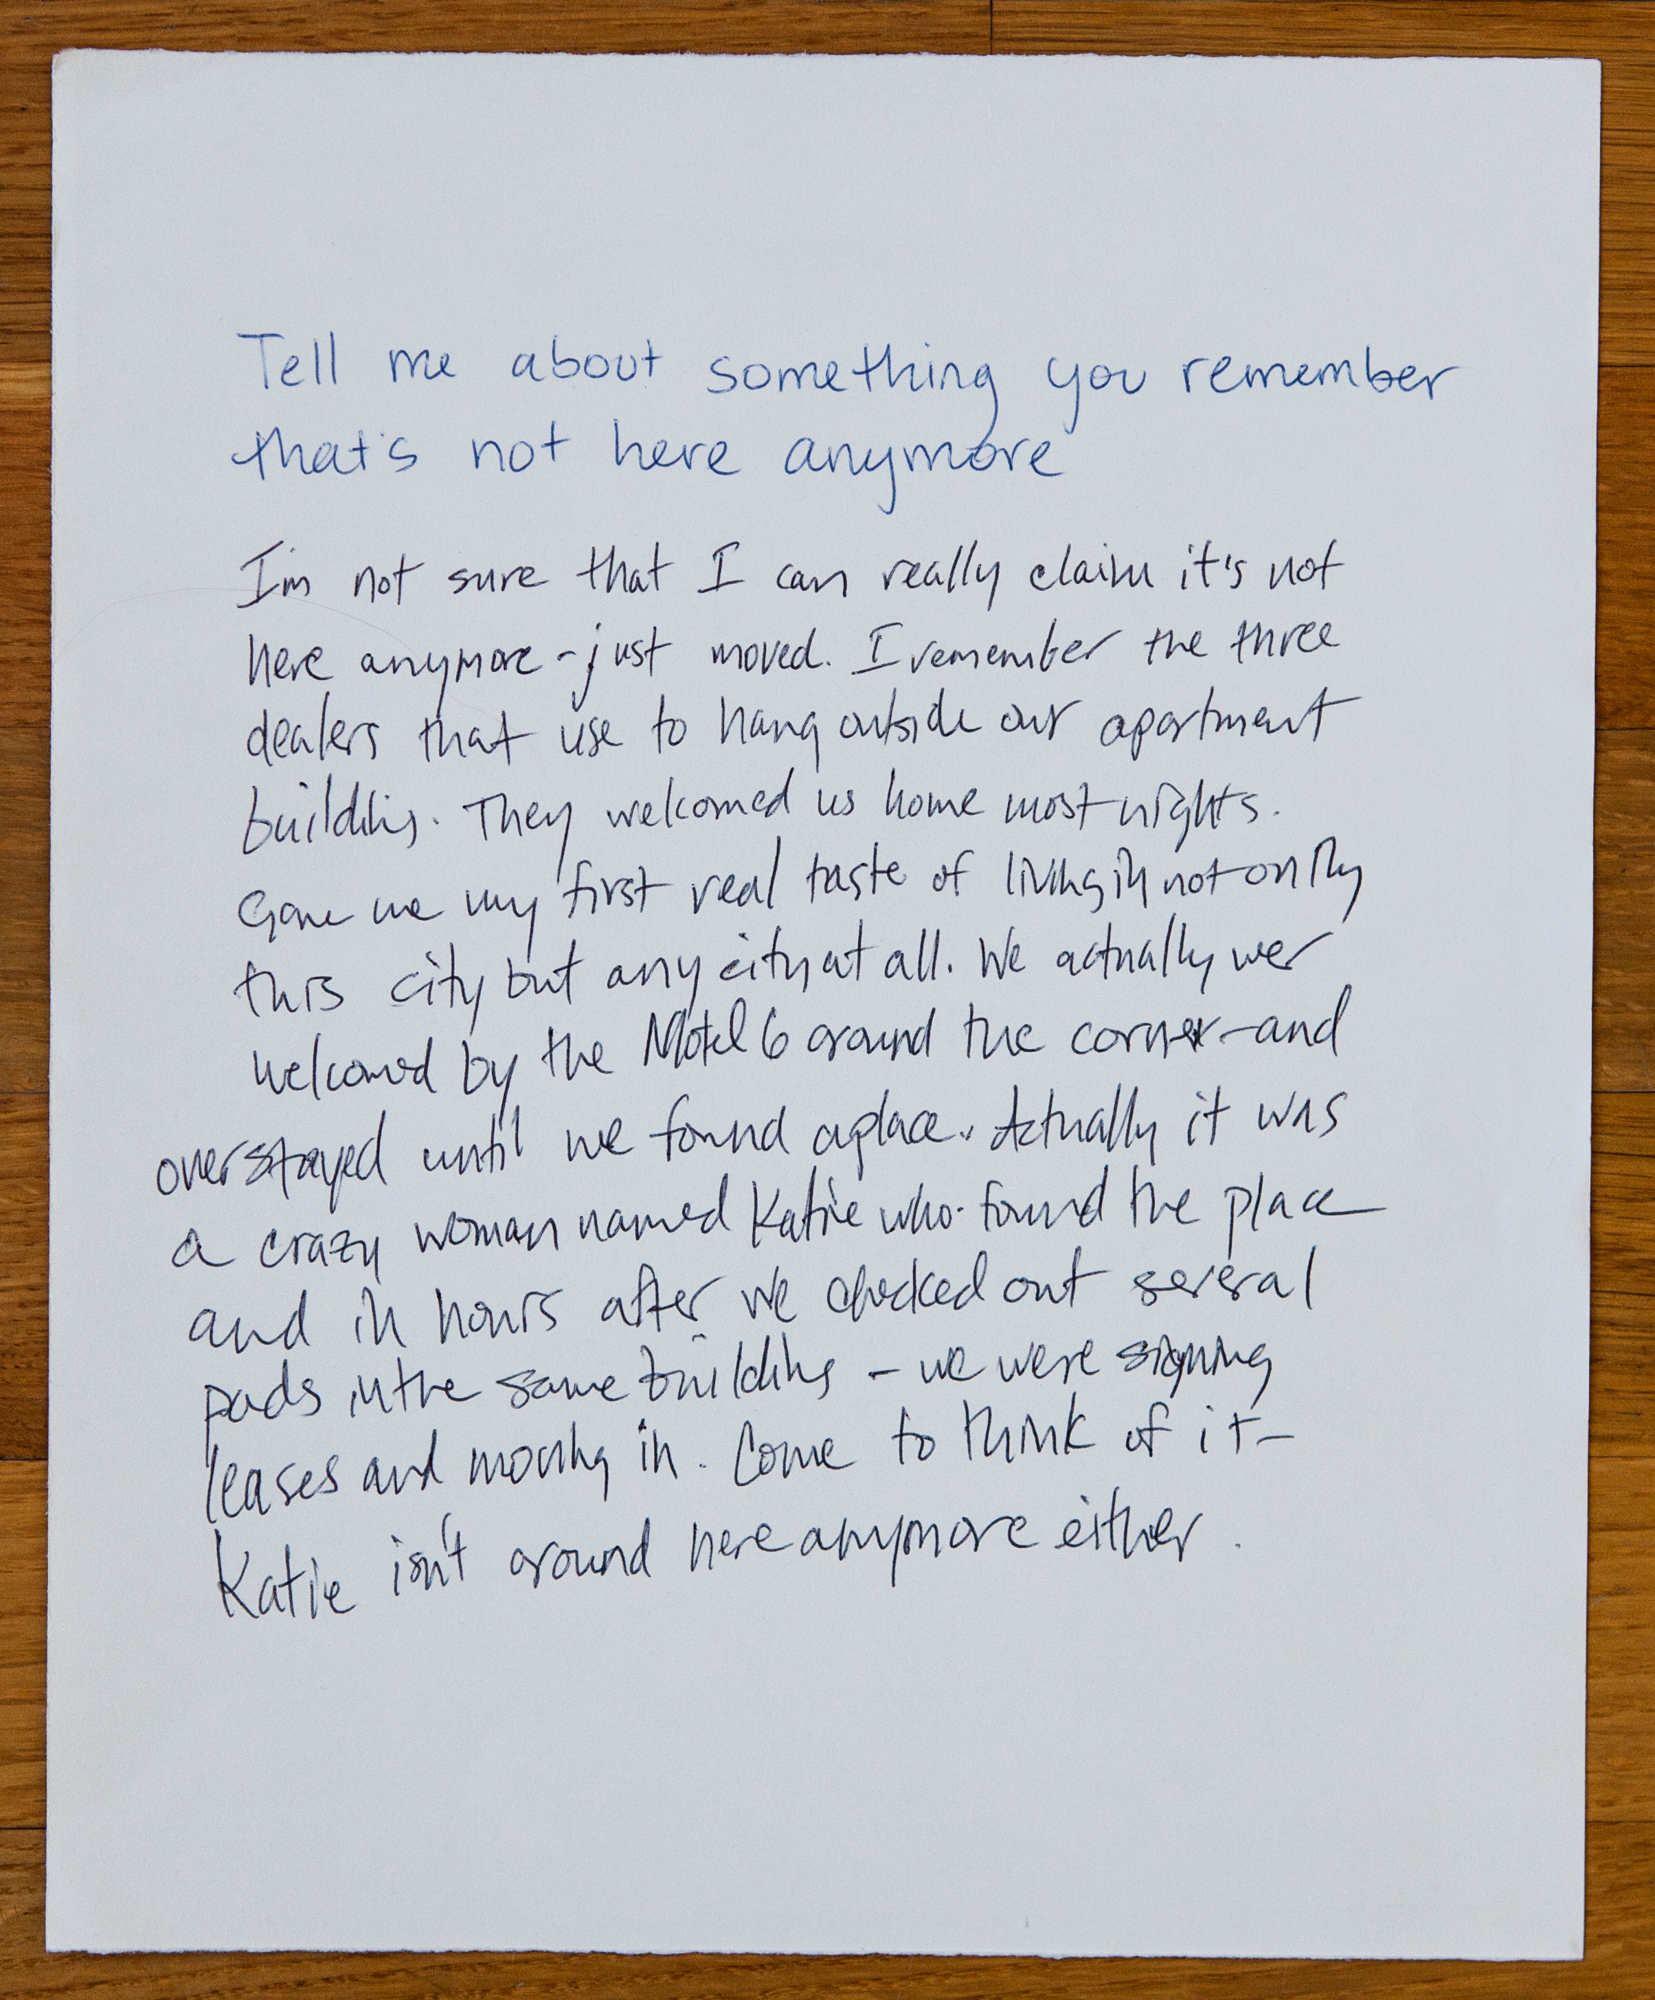 Tell me about something you remember
that's not here anymore
I'm not sure that I can really claim it's not
here anymore - just moved. I remember the three
dealers that use to hang outside our apartment
building. They welcomed us home most nights.
Gave me my first real taste of living in not only
this city but any city at all. We actually wer
welcomed by the Motel 6 around the corner - and
overstayed until we found a place. Actually it was
a crazy woman named Katie who found the place
and in hours after we checked out several
pads in the same building - we were signing
leases and moving in. Come to think of it -
Katie isn't around here anymore either.